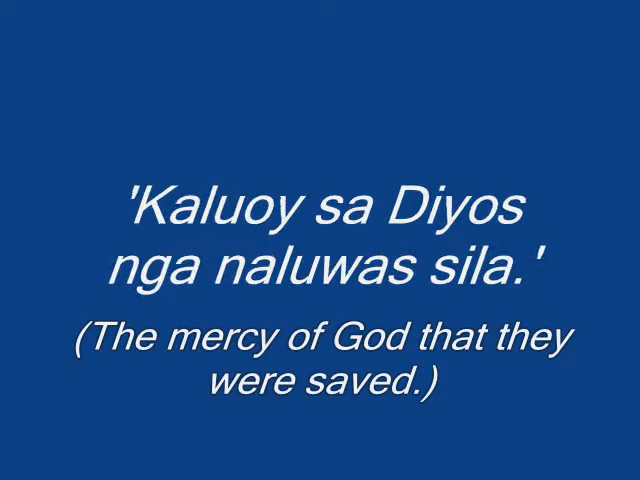 'Kaluoy sa Diyos
nga naluwas sila.'
(The mercy of God that they
were saved.)